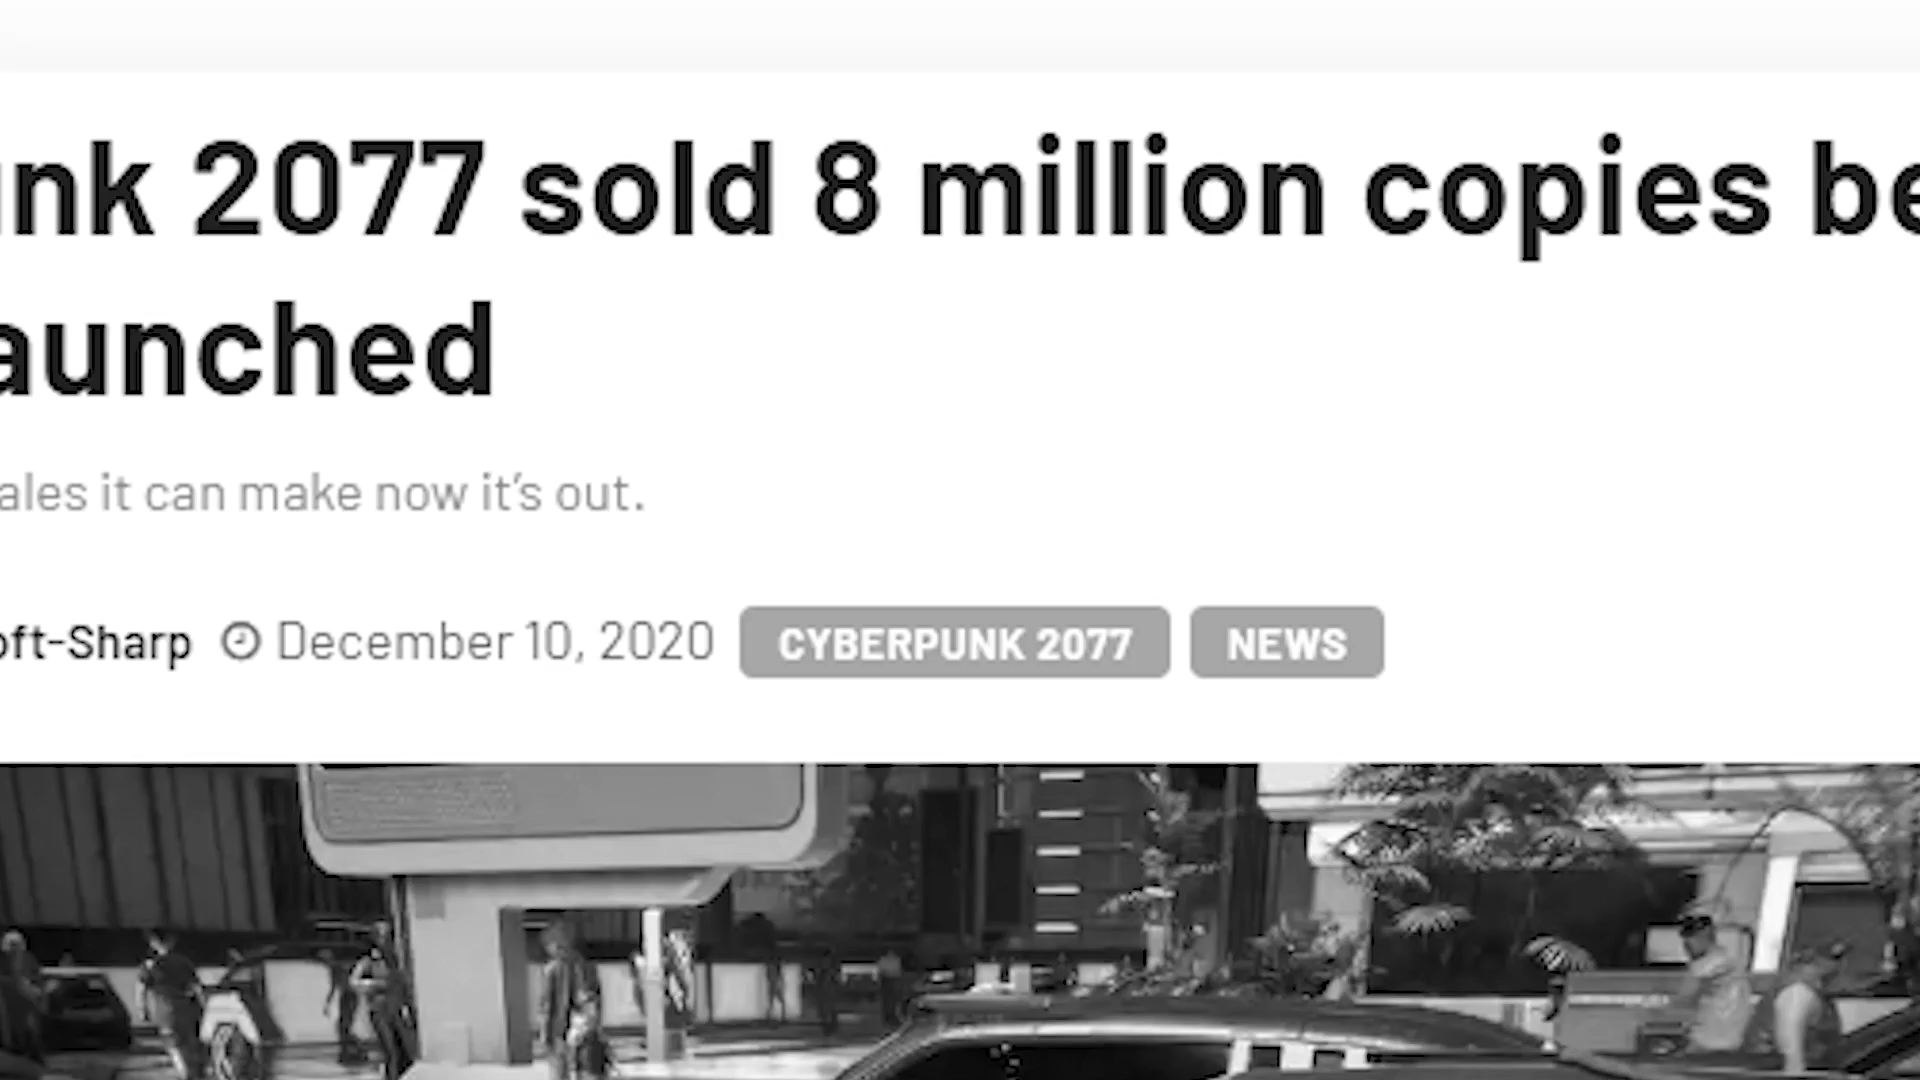 unk 2077 sold 8 million copies be
aunched
ales it can make now it’s out.
oft-Sharp December 10, 2020 CYBERPUNK 2077 NEWS